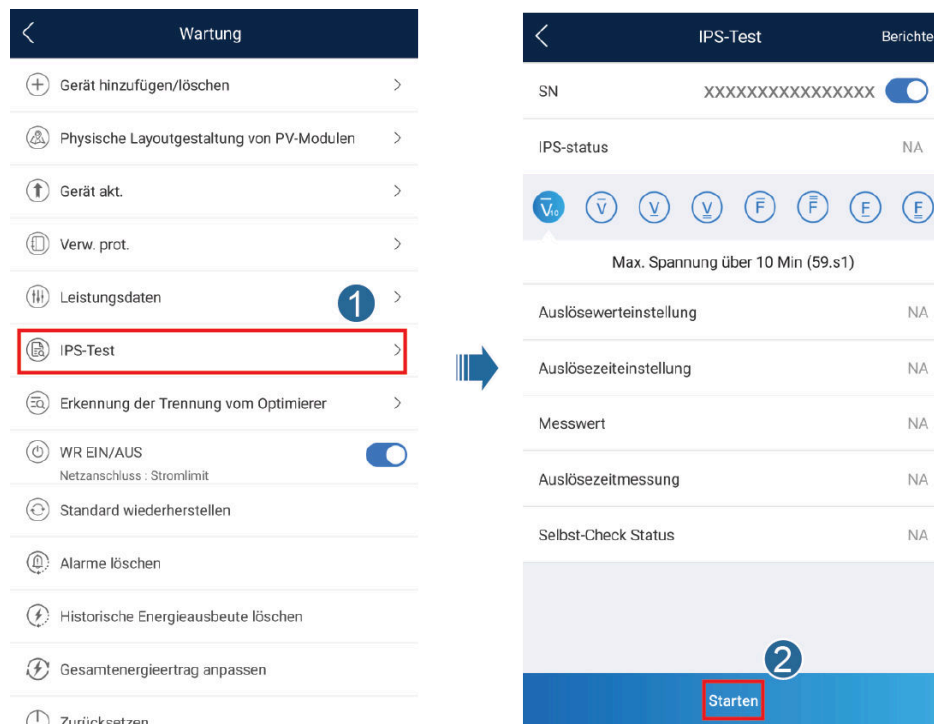 Wartung
Gerät hinzufügen/löschen
Physische Layoutgestaltung von PV-Modulen
Gerät akt.
Verw. prot.
Leistungsdaten
1
IPS-Test
Erkennung der Trennung vom Optimierer
WR EIN/AUS
Netzanschluss : Stromlimit
Standard wiederherstellen
Alarme löschen
Historische Energieausbeute löschen
Gesamtenergieertrag anpassen
Zurücksetzen
IPS-Test Berichte
SN XXXXXXXXXXXXXXXX
IPS-status NA
V10 V V V F F F F
Max. Spannung über 10 Min (59.s1)
Auslösewerteinstellung NA
Auslösezeiteinstellung NA
Messwert NA
Auslösezeitmessung NA
Selbst-Check Status NA
2
Starten